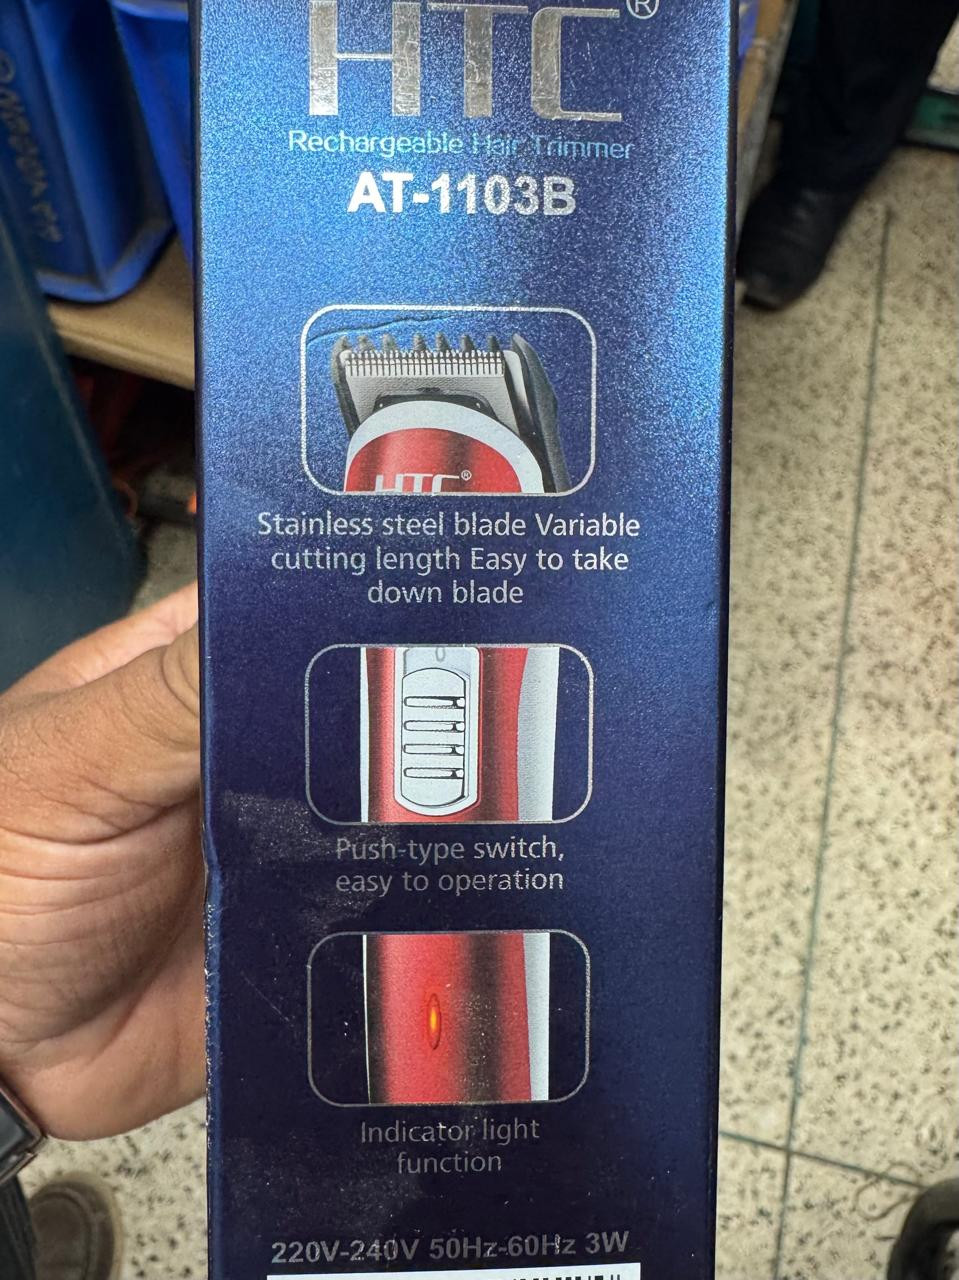 HTC®
Rechargeable Hair Trimmer
AT-1103B
HTC®
Stainless steel blade Variable
cutting length Easy to take
down blade
Push-type switch,
easy to operation
Indicator light
function
220V-240V 50Hz-60Hz 3W